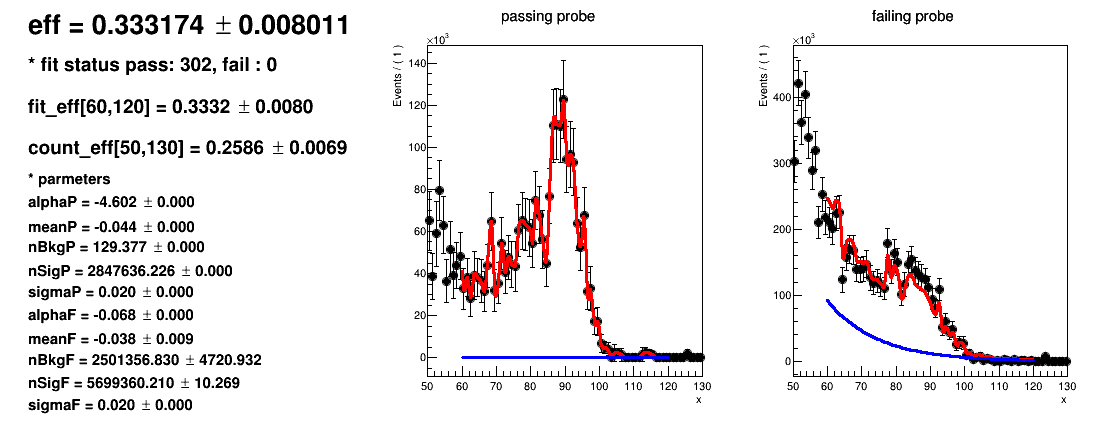 eff = 0.333174 ± 0.008011
* fit status pass: 302, fail : 0
fit_eff[60,120] = 0.3332 ± 0.0080
count_eff[50,130] = 0.2586 ± 0.0069
* parmeters
alphaP = -4.602 ± 0.000
meanP = -0.044 ± 0.000
nBkgP = 129.377 ± 0.000
nSigP = 2847636.226 ± 0.000
sigmaP = 0.020 ± 0.000
alphaF = -0.068 ± 0.000
meanF = -0.038 ± 0.009
nBkgF = 2501356.830 ± 4720.932
nSigF = 5699360.210 ± 10.269
sigmaF = 0.020 ± 0.000
passing probe
×10³
Events / ( 1 )
140
120
100
80
60
40
20
0
50 60 70 80 90 100 110 120 130
x
failing probe
×10³
Events / ( 1 )
400
300
200
100
0
50 60 70 80 90 100 110 120 130
x